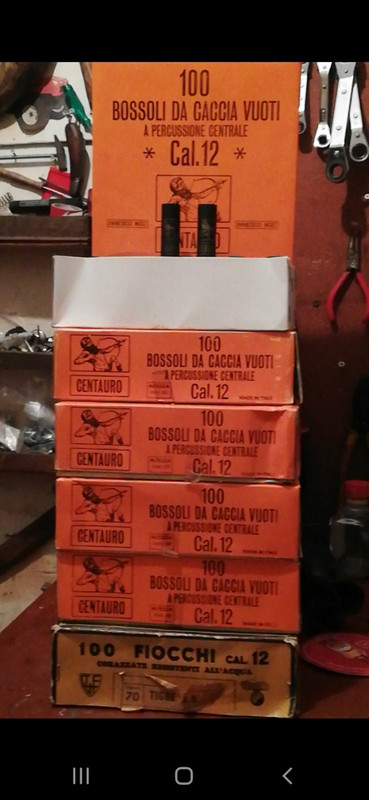 100
BOSSOLI DA CACCIA VUOTI
A PERCUSSIONE CENTRALE
* Cal.12 *
100
BOSSOLI DA CACCIA VUOTI
A PERCUSSIONE CENTRALE
CENTAURO
Cal.12
MADE IN ITALY
100
BOSSOLI DA CACCIA VUOTI
A PERCUSSIONE CENTRALE
CENTAURO
Cal.12
100
BOSSOLI DA CACCIA VUOTI
A PERCUSSIONE CENTRALE
CENTAURO
Cal.12
100
BOSSOLI DA CACCIA VUOTI
A PERCUSSIONE CENTRALE
CENTAURO
Cal.12
100 FIOCCHI CAL. 12
CORAZZATE RESISTENTI ALL'ACQUA
70